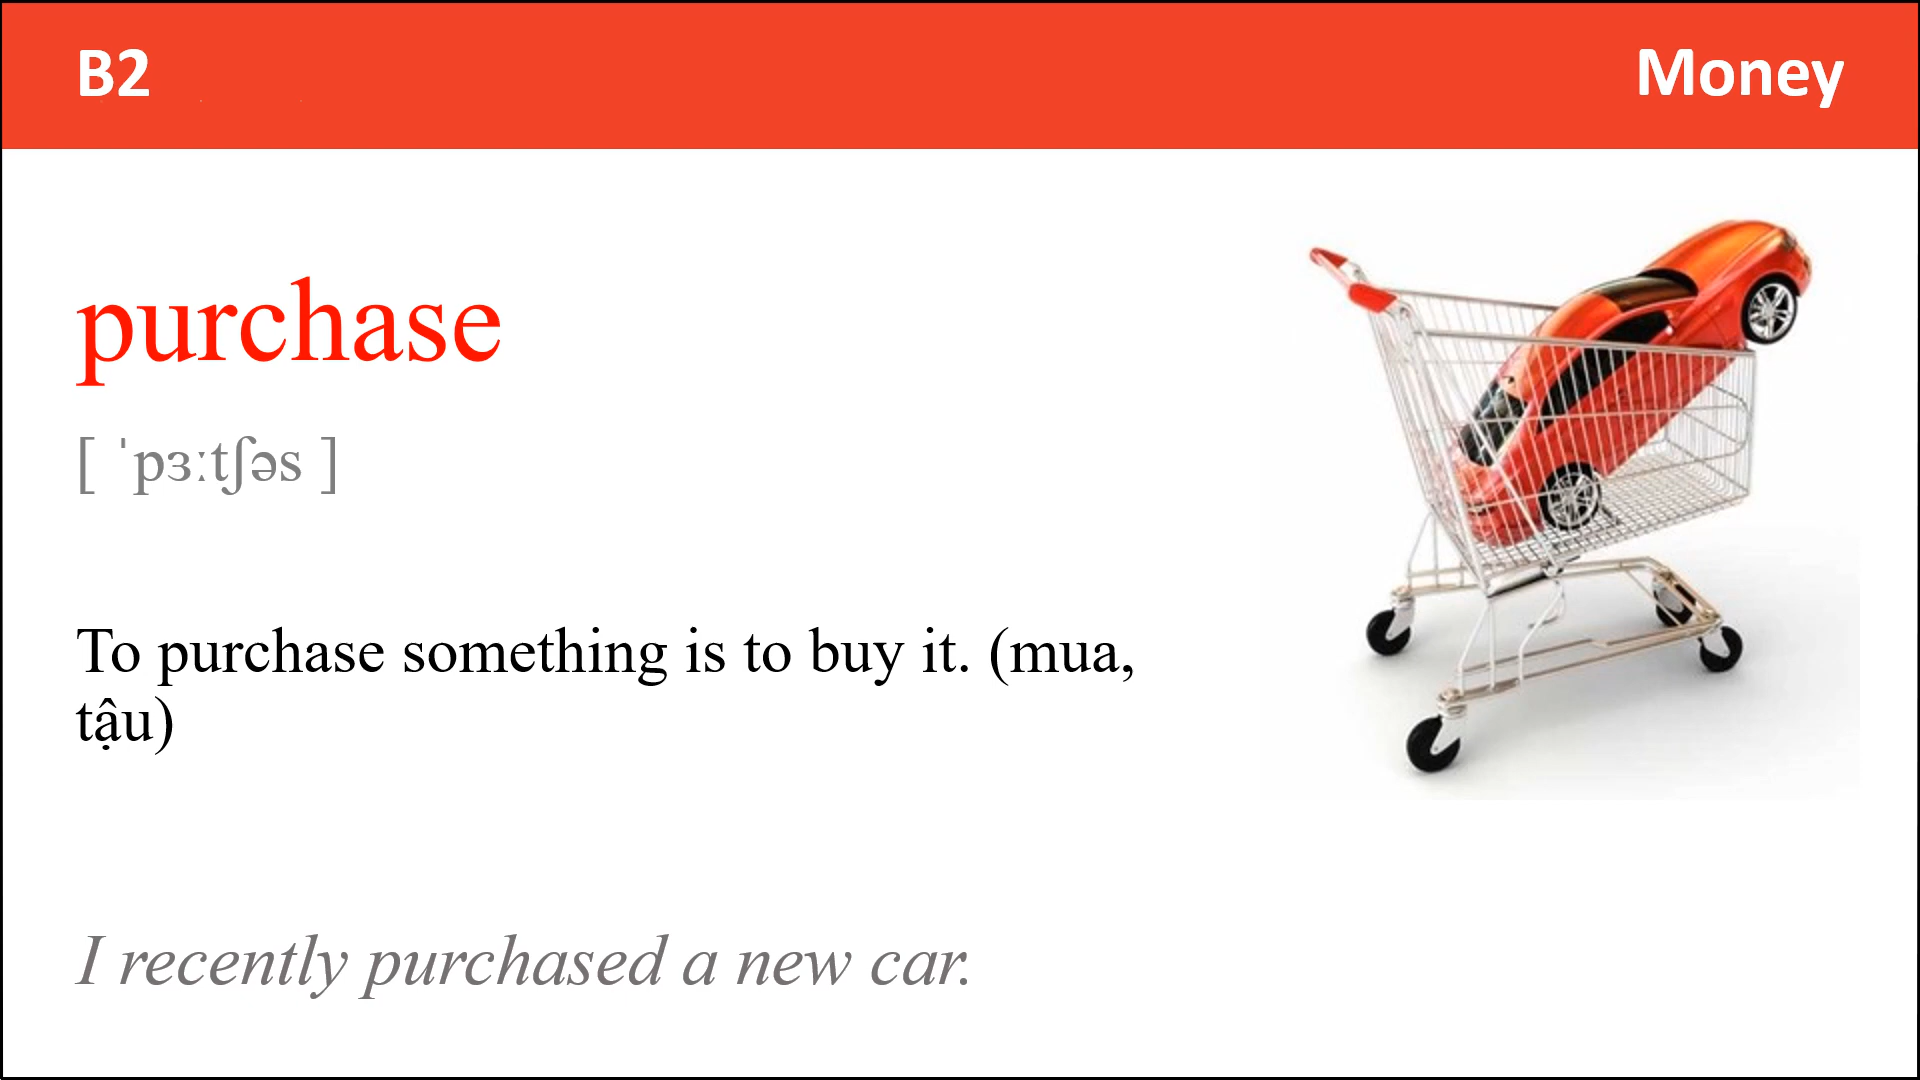 B2
Money
purchase
[ ˈpɜːtʃəs ]
To purchase something is to buy it. (mua,
tậu)
I recently purchased a new car.